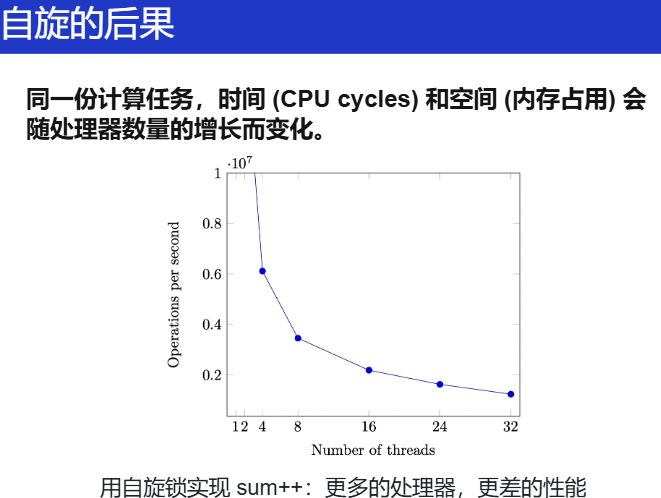 自旋的后果
同一份计算任务，时间 (CPU cycles) 和空间 (内存占用) 会
随处理器数量的增长而变化。
·10⁷
1
0.8
0.6
0.4
0.2
Operations per second
1 2 4 8 16 24 32
Number of threads
用自旋锁实现 sum++：更多的处理器，更差的性能